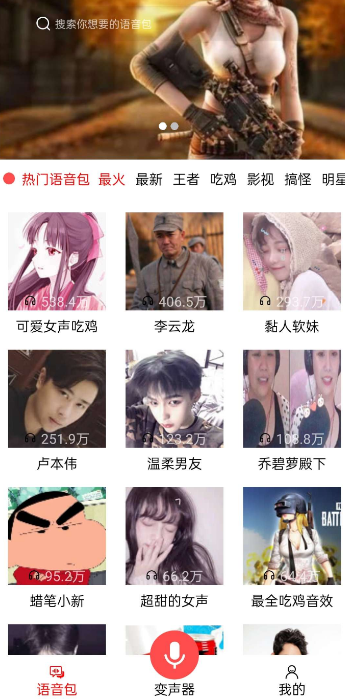 搜索你想要的语音包
热门语音包 最火 最新 王者 吃鸡 影视 搞怪 明星
538.4万 406.5万 293.7万
可爱女声吃鸡 李云龙 黏人软妹
251.9万 123.2万 108.8万
卢本伟 温柔男友 乔碧萝殿下
95.2万 66.2万 64.4万
蜡笔小新 超甜的女声 最全吃鸡音效
语音包 变声器 我的